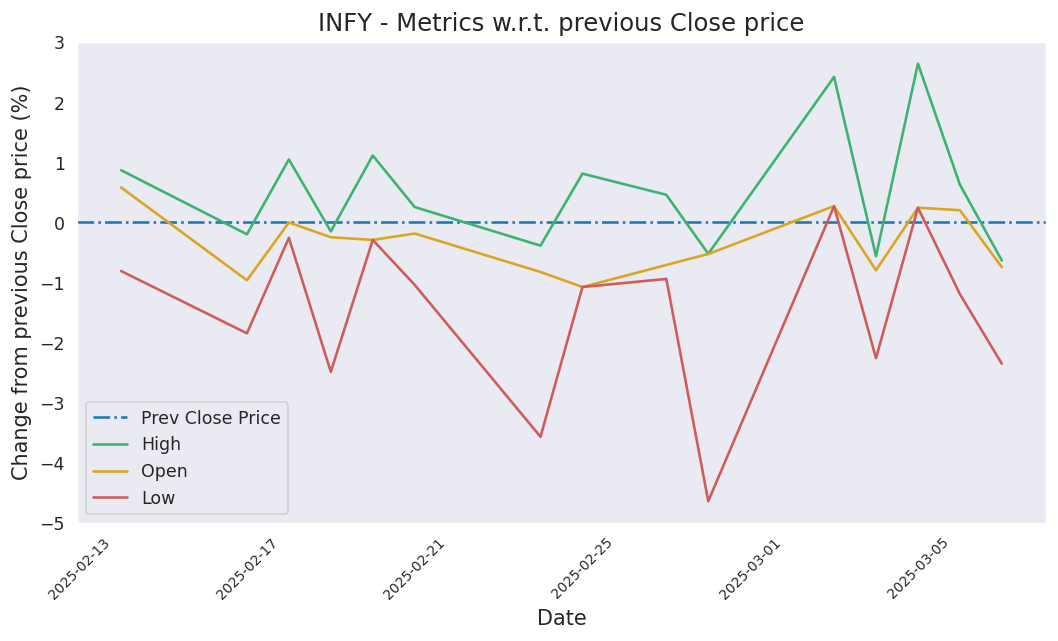 INFY - Metrics w.r.t. previous Close price
Change from previous Close price (%)
3
2
1
0
−1
−2
−3
−4
−5
Prev Close Price
High
Open
Low
2025-02-13
2025-02-17
2025-02-21
2025-02-25
2025-03-01
2025-03-05
Date